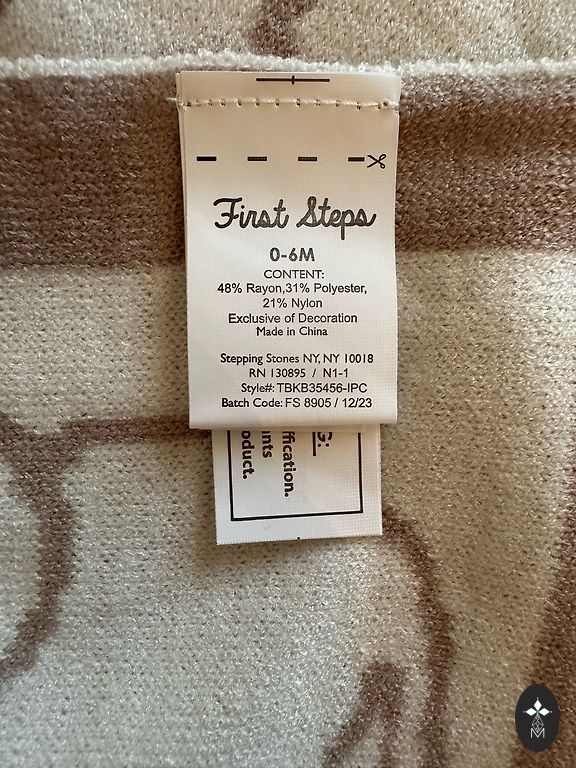 First Steps
0-6M
CONTENT:
48% Rayon,31% Polyester,
21% Nylon
Exclusive of Decoration
Made in China
Stepping Stones NY, NY 10018
RN 130895 / N1-1
Style#: TBKB35456-IPC
Batch Code: FS 8905 / 12/23
G:
ffication.
nts
oduct.
M